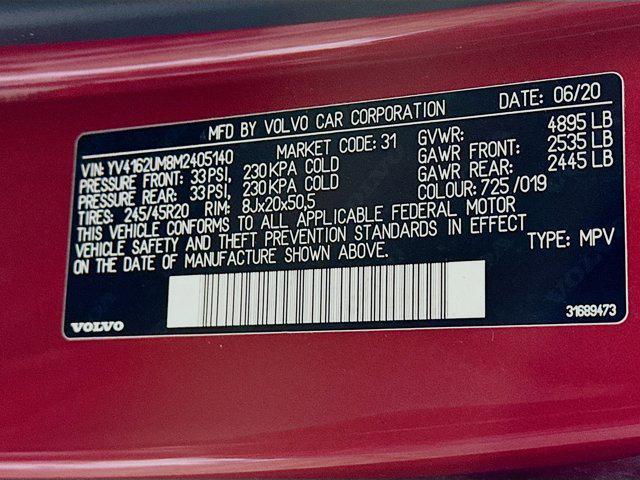 MFD BY VOLVO CAR CORPORATION DATE: 06/20
VIN: YV4162UM8M2405140 MARKET CODE: 31 GVWR: 4895 LB
PRESSURE FRONT: 33 PSI, 230 KPA COLD GAWR FRONT: 2535 LB
PRESSURE REAR: 33 PSI, 230 KPA COLD GAWR REAR: 2445 LB
TIRES: 245/45R20 RIM: 8Jx20x50,5 COLOUR: 725 /019
THIS VEHICLE CONFORMS TO ALL APPLICABLE FEDERAL MOTOR
VEHICLE SAFETY AND THEFT PREVENTION STANDARDS IN EFFECT
ON THE DATE OF MANUFACTURE SHOWN ABOVE. TYPE: MPV
VOLVO 31689473